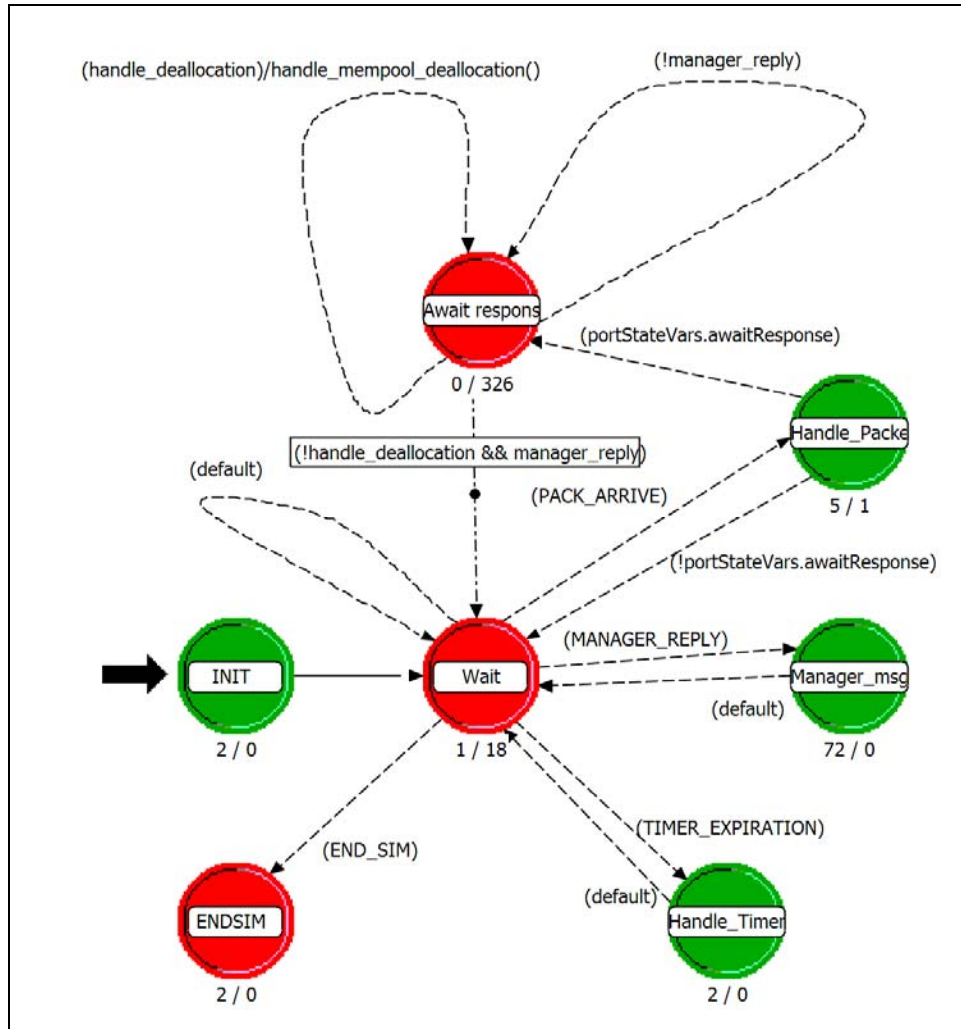 (handle_deallocation)/handle_mempool_deallocation()
(!manager_reply)
Await respons
0 / 326
(portStateVars.awaitResponse)
Handle_Packe
5 / 1
(!handle_deallocation && manager_reply)
(default)
(PACK_ARRIVE)
(!portStateVars.awaitResponse)
(MANAGER_REPLY)
INIT
Wait
Manager_msg
(default)
2 / 0
1 / 18
72 / 0
(TIMER_EXPIRATION)
(END_SIM)
(default)
ENDSIM
Handle_Timer
2 / 0
2 / 0